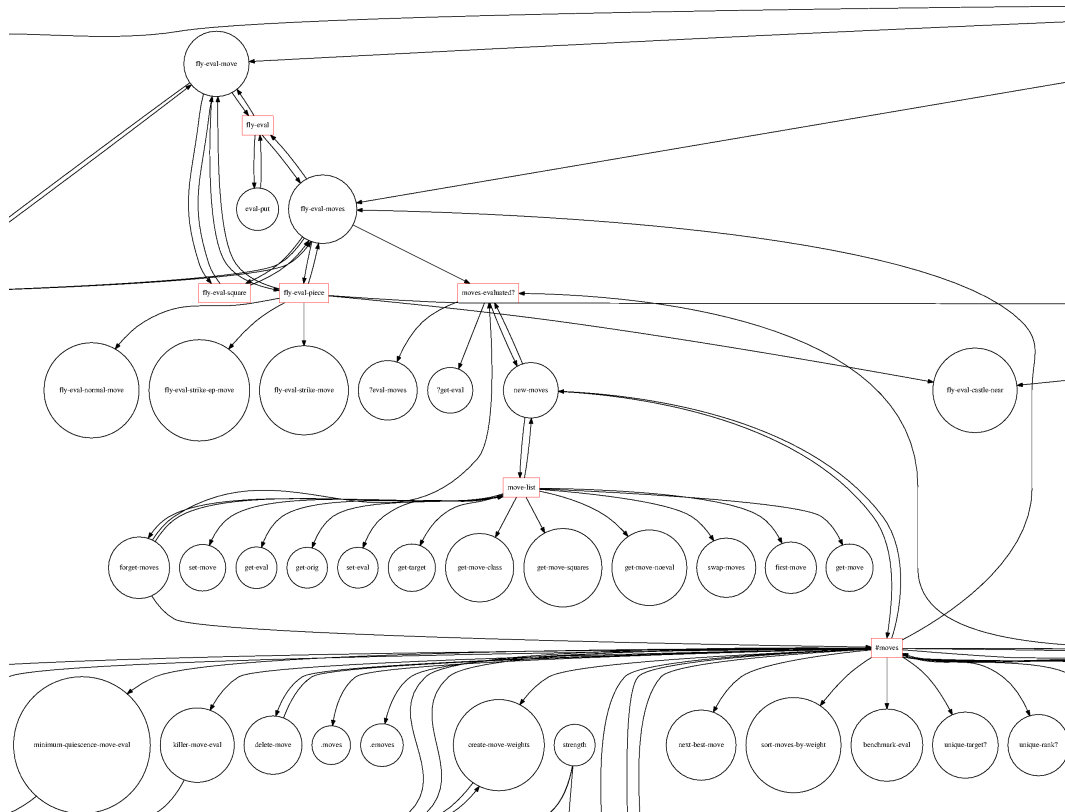 fly-eval-move
fly-eval
eval-put
fly-eval-moves
fly-eval-square
fly-eval-piece
moves-evaluated?
fly-eval-normal-move
fly-eval-strike-ep-move
fly-eval-strike-move
?eval-moves
?get-eval
new-moves
fly-eval-castle-near
move-list
forget-moves
set-move
get-eval
get-orig
set-eval
get-target
get-move-class
get-move-squares
get-move-noeval
swap-moves
first-move
get-move
#moves
minimum-quiescence-move-eval
killer-move-eval
delete-move
.moves
.emoves
create-move-weights
strength
next-best-move
sort-moves-by-weight
benchmark-eval
unique-target?
unique-rank?